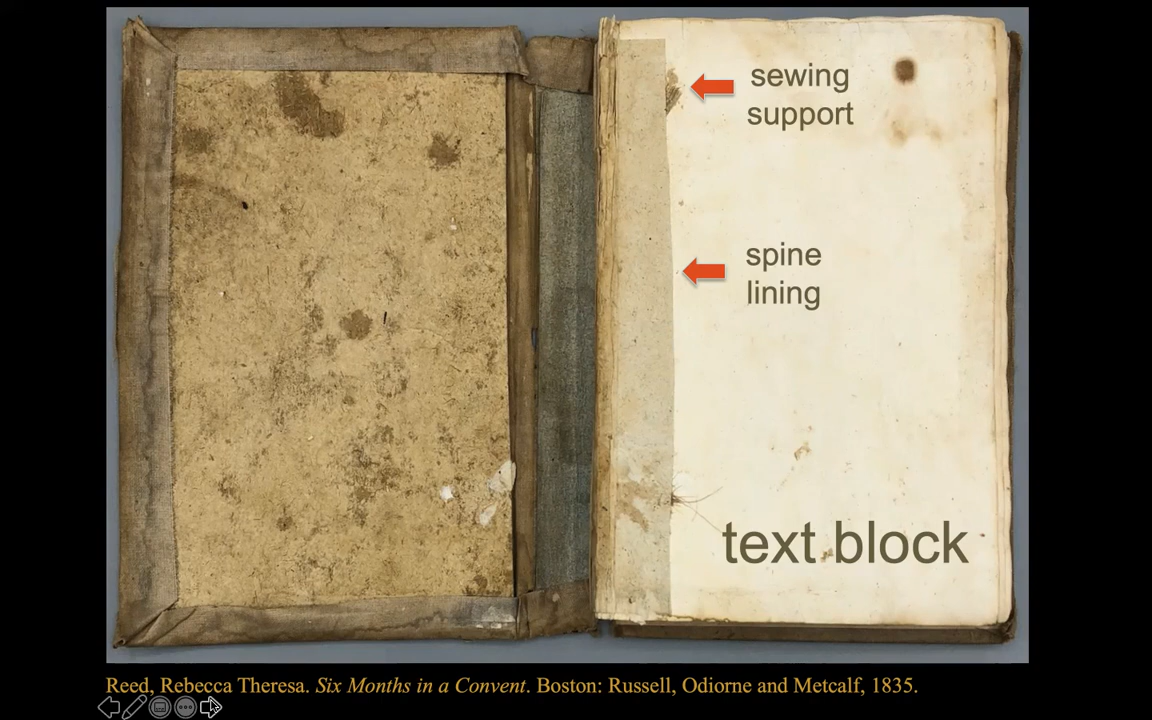 sewing
support
spine
lining
text block
Reed, Rebecca Theresa. Six Months in a Convent. Boston: Russell, Odiorne and Metcalf, 1835.